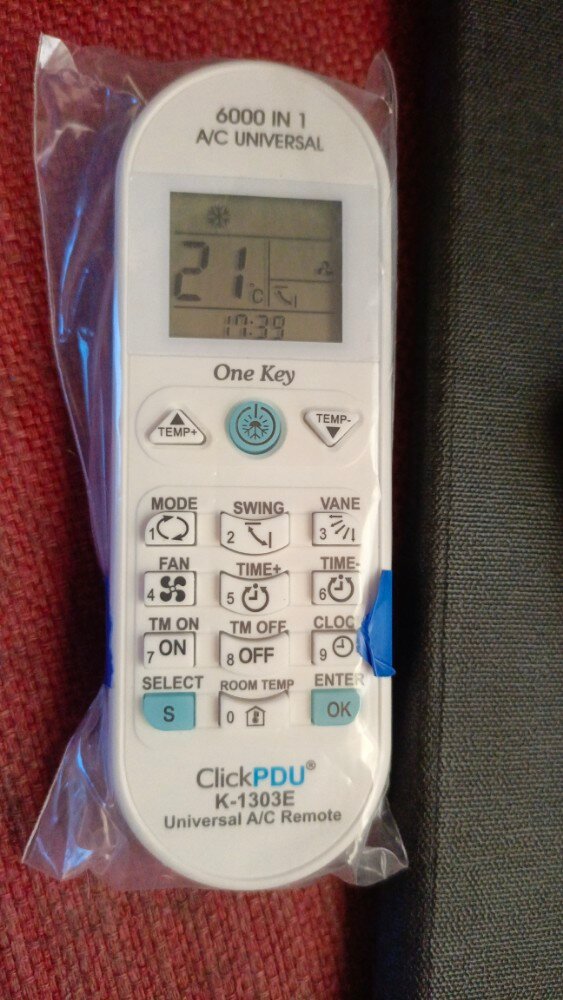 6000 IN 1
A/C UNIVERSAL
21°C
17:39
One Key
TEMP+
TEMP-
MODE SWING VANE
1 2 3
FAN TIME+ TIME-
4 5 6
TM ON TM OFF CLOC
7 ON 8 OFF 9
SELECT ROOM TEMP ENTER
S 0 OK
ClickPDU®
K-1303E
Universal A/C Remote